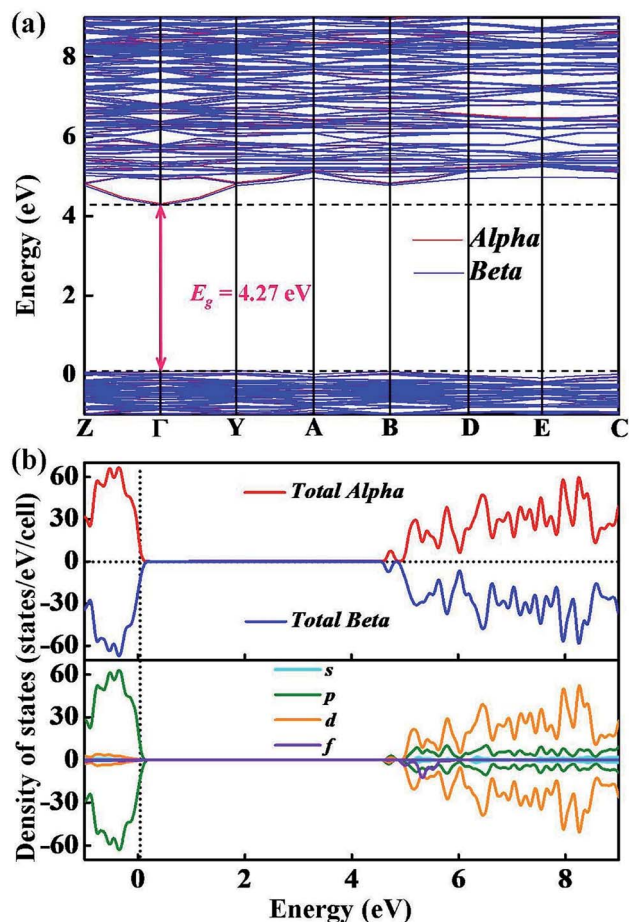 (a)
8
6
4
2
0
Energy (eV)
Alpha
Beta
E_g = 4.27 eV
Z Γ Y A B D E C
(b)
60
30
0
-30
-60
60
30
0
-30
-60
Density of states (states/eV/cell)
Total Alpha
Total Beta
s
p
d
f
0 2 4 6 8
Energy (eV)